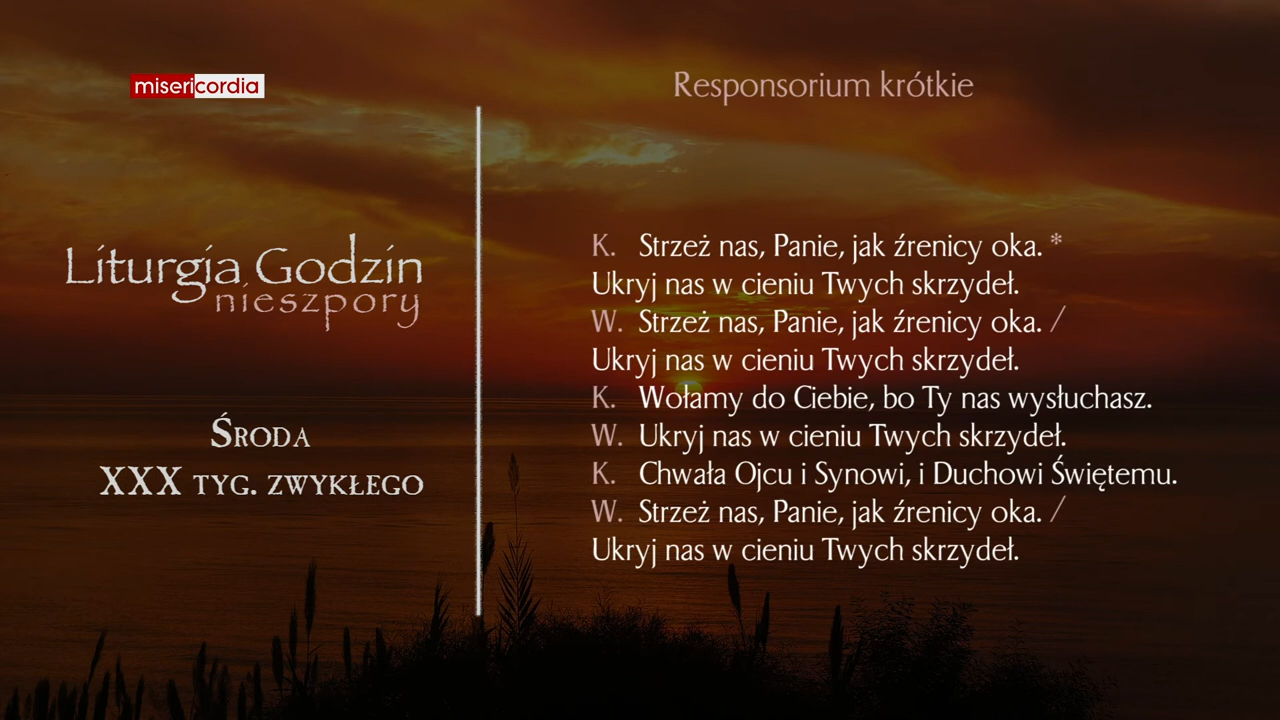 misericordia
Liturgia Godzin
nieszpory
Środa
XXX tyg. zwykłego
Responsorium krótkie
K. Strzeż nas, Panie, jak źrenicy oka. *
Ukryj nas w cieniu Twych skrzydeł.
W. Strzeż nas, Panie, jak źrenicy oka. /
Ukryj nas w cieniu Twych skrzydeł.
K. Wołamy do Ciebie, bo Ty nas wysłuchasz.
W. Ukryj nas w cieniu Twych skrzydeł.
K. Chwała Ojcu i Synowi, i Duchowi Świętemu.
W. Strzeż nas, Panie, jak źrenicy oka. /
Ukryj nas w cieniu Twych skrzydeł.